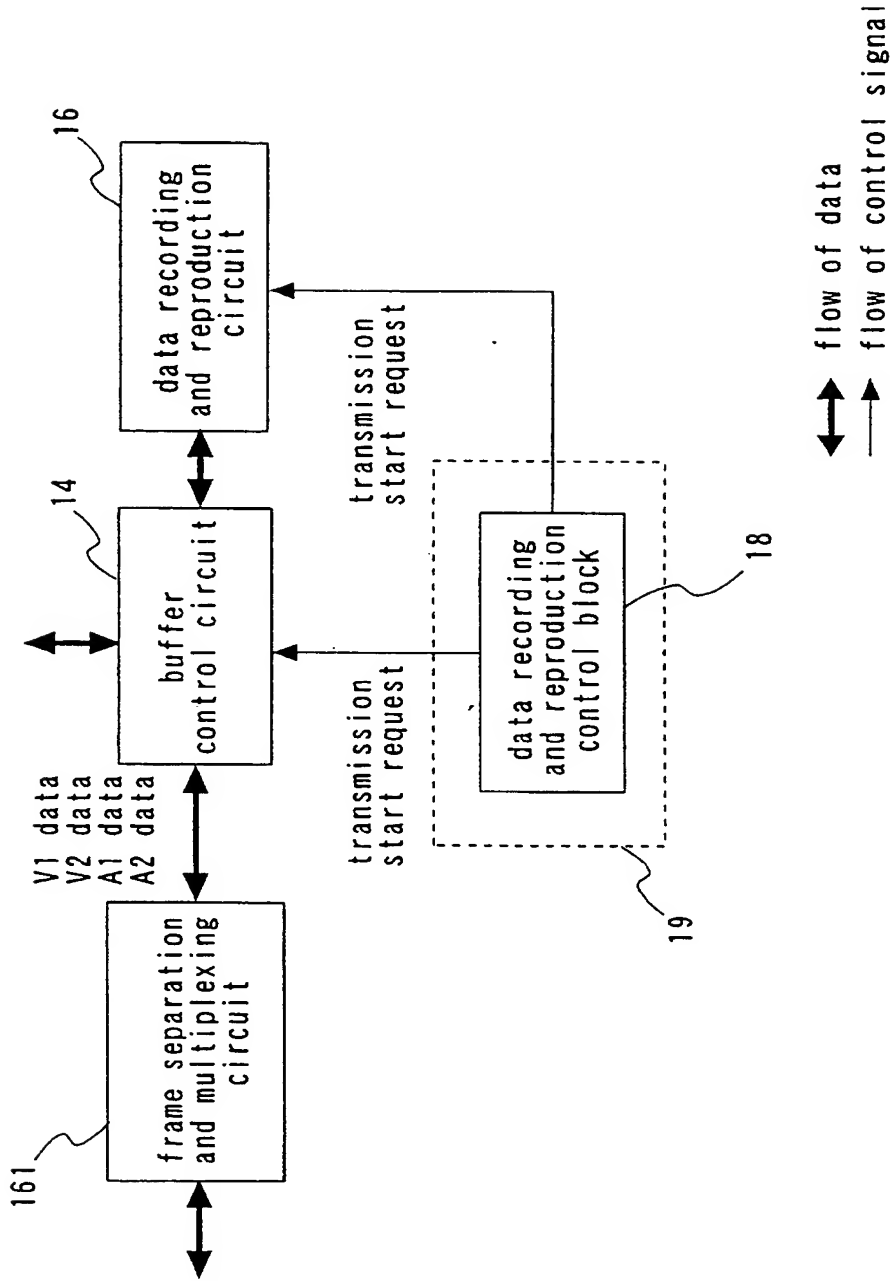 161
frame separation
and multiplexing
circuit
V1 data
V2 data
A1 data
A2 data
14
buffer
control circuit
16
data recording
and reproduction
circuit
transmission
start request
transmission
start request
data recording
and reproduction
control block
18
19
flow of data
flow of control signal